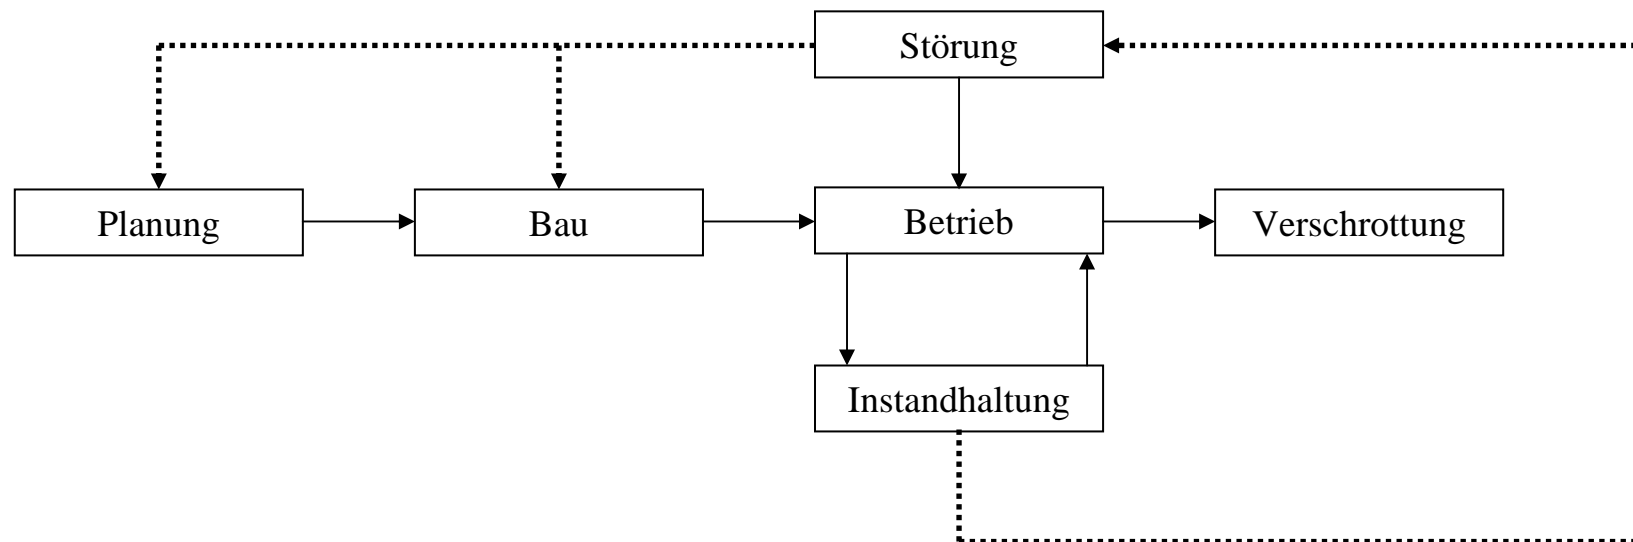 Störung
Planung
Bau
Betrieb
Verschrottung
Instandhaltung